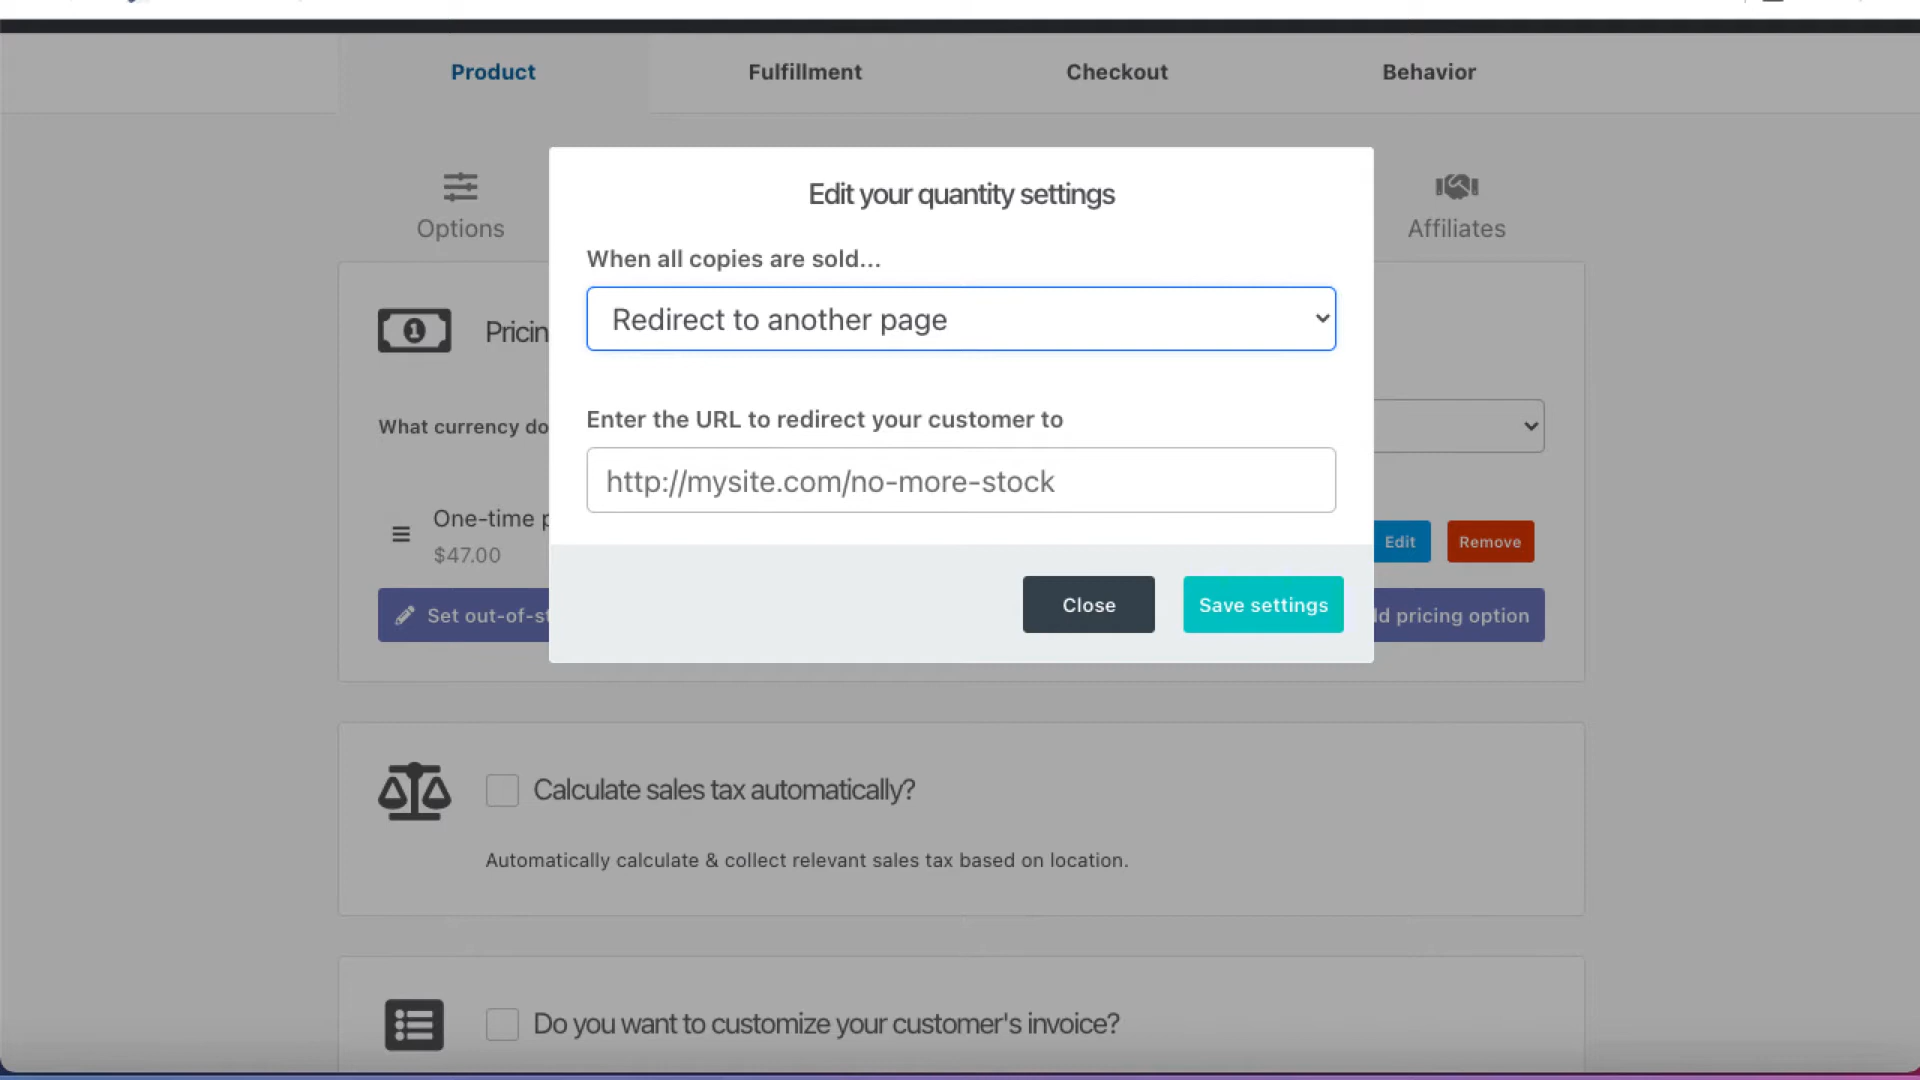 Product
Fulfillment
Checkout
Behavior
Options
Affiliates
Edit your quantity settings
When all copies are sold...
Redirect to another page
Enter the URL to redirect your customer to
http://mysite.com/no-more-stock
Close
Save settings
Pricin
What currency do
One-time p
$47.00
Edit
Remove
Set out-of-st
d pricing option
Calculate sales tax automatically?
Automatically calculate & collect relevant sales tax based on location.
Do you want to customize your customer's invoice?